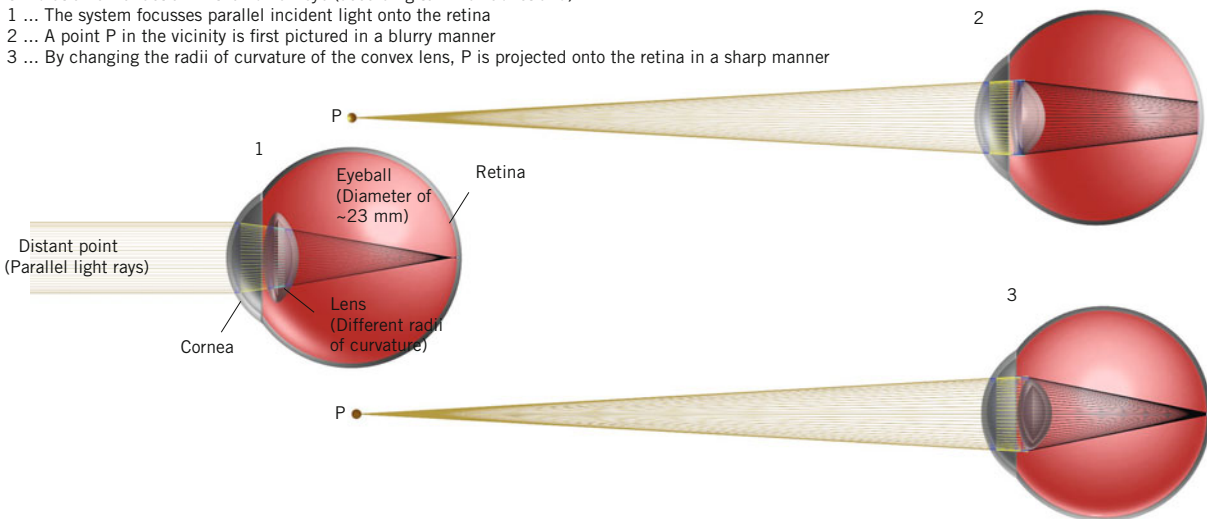 1 ... The system focusses parallel incident light onto the retina
2 ... A point P in the vicinity is first pictured in a blurry manner
3 ... By changing the radii of curvature of the convex lens, P is projected onto the retina in a sharp manner
2
P
1
Eyeball
(Diameter of
~23 mm)
Retina
Distant point
(Parallel light rays)
Lens
(Different radii
of curvature)
Cornea
3
P